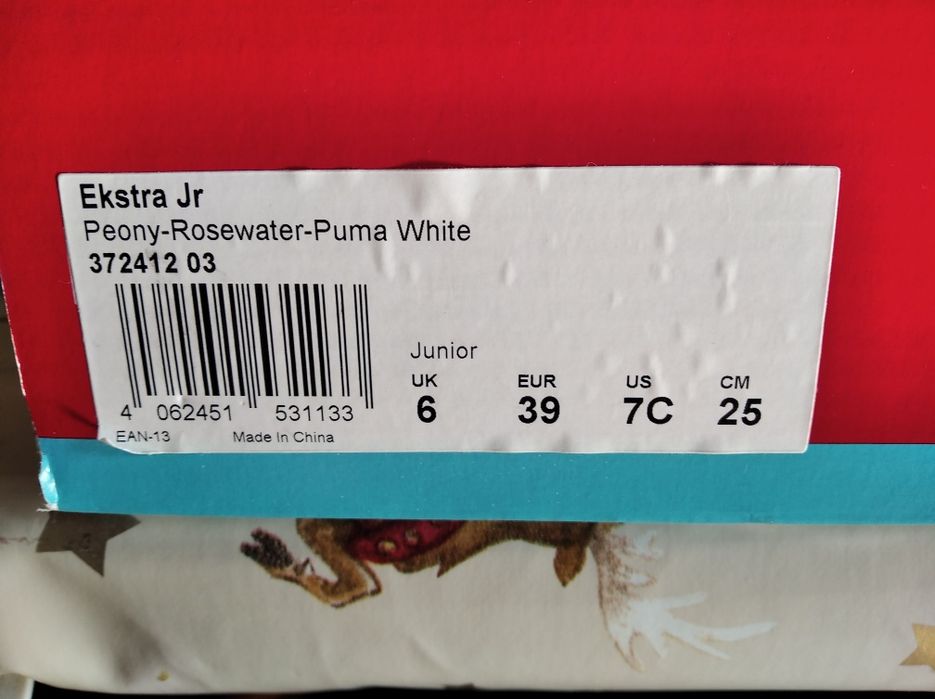 Ekstra Jr
Peony-Rosewater-Puma White
372412 03
4 062451 531133
EAN-13 Made In China
Junior
UK EUR US CM
6 39 7C 25